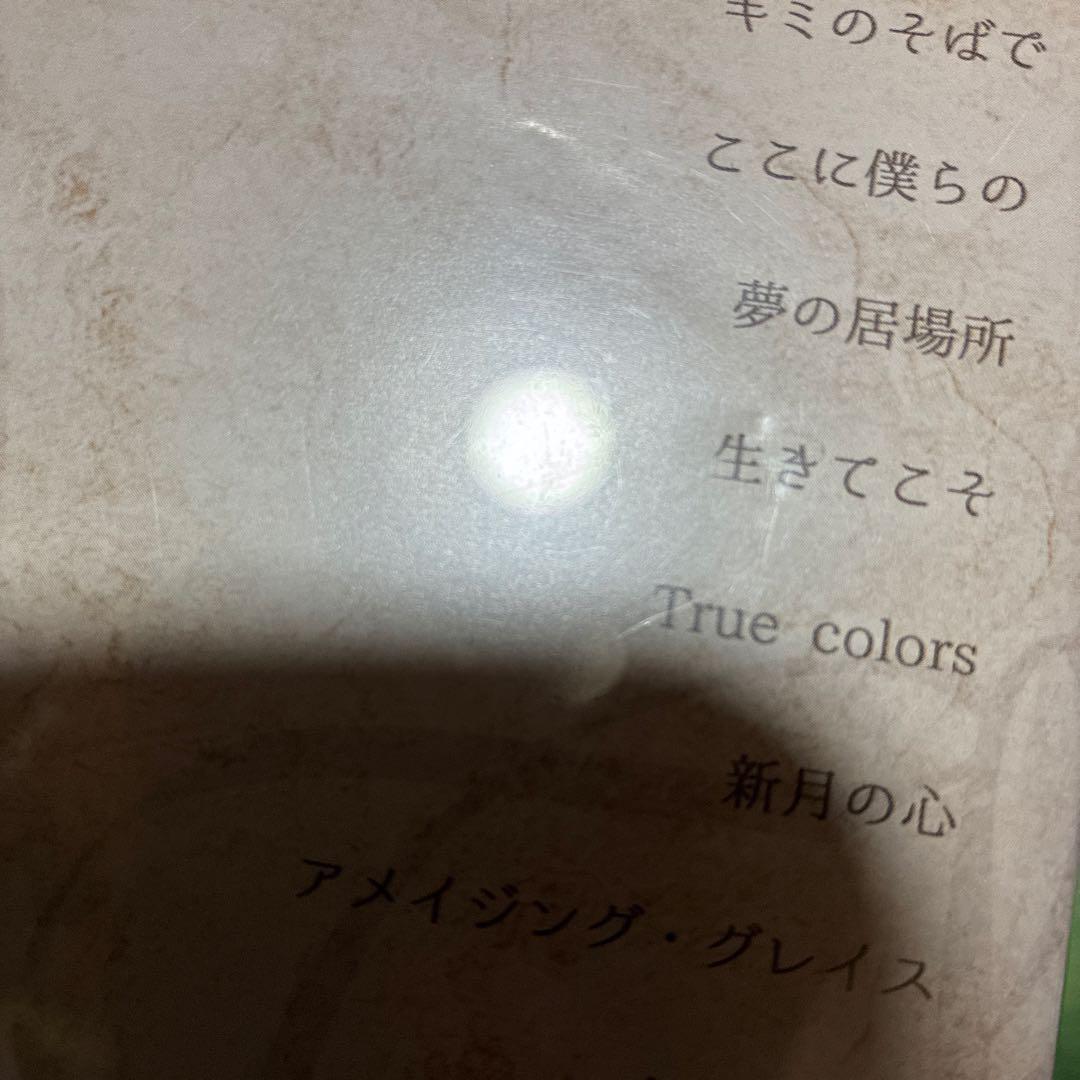 キミのそばで
ここに僕らの
夢の居場所
生きてこそ
True colors
新月の心
アメイジング・グレイス